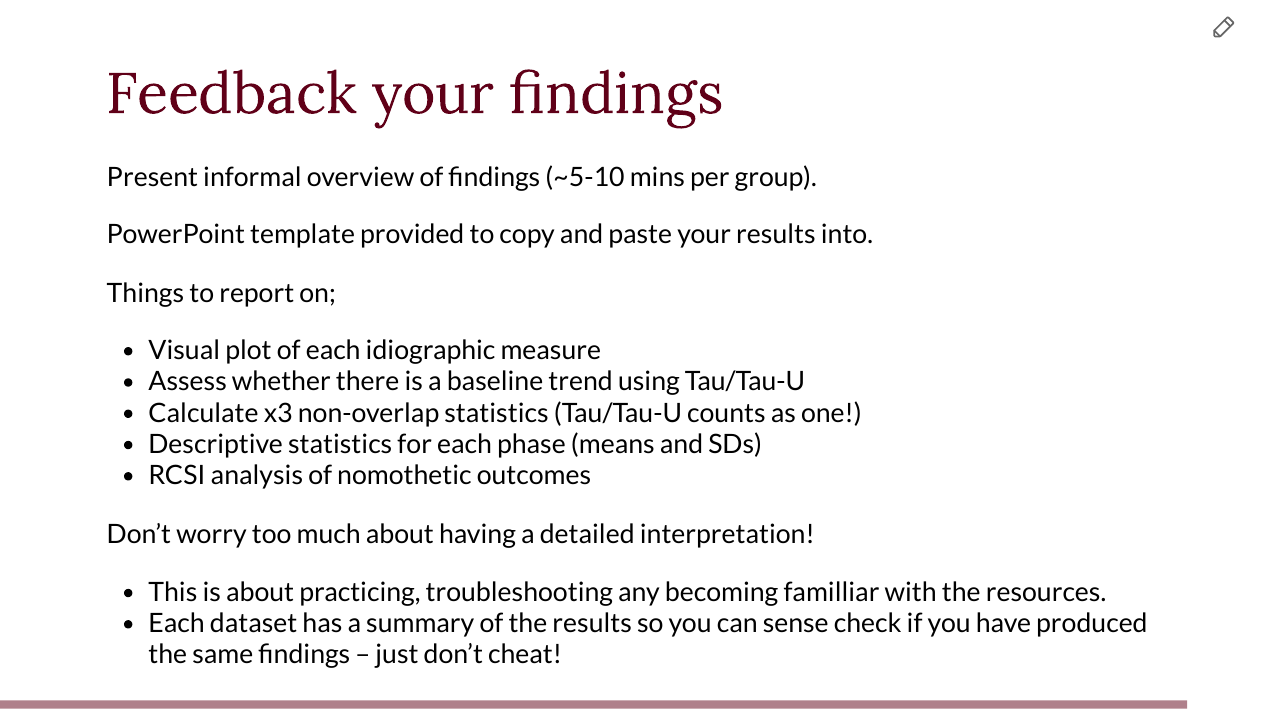 Feedback your findings
Present informal overview of findings (~5-10 mins per group).
PowerPoint template provided to copy and paste your results into.
Things to report on;
• Visual plot of each idiographic measure
• Assess whether there is a baseline trend using Tau/Tau-U
• Calculate x3 non-overlap statistics (Tau/Tau-U counts as one!)
• Descriptive statistics for each phase (means and SDs)
• RCSI analysis of nomothetic outcomes
Don’t worry too much about having a detailed interpretation!
• This is about practicing, troubleshooting any becoming familliar with the resources.
• Each dataset has a summary of the results so you can sense check if you have produced
the same findings – just don’t cheat!